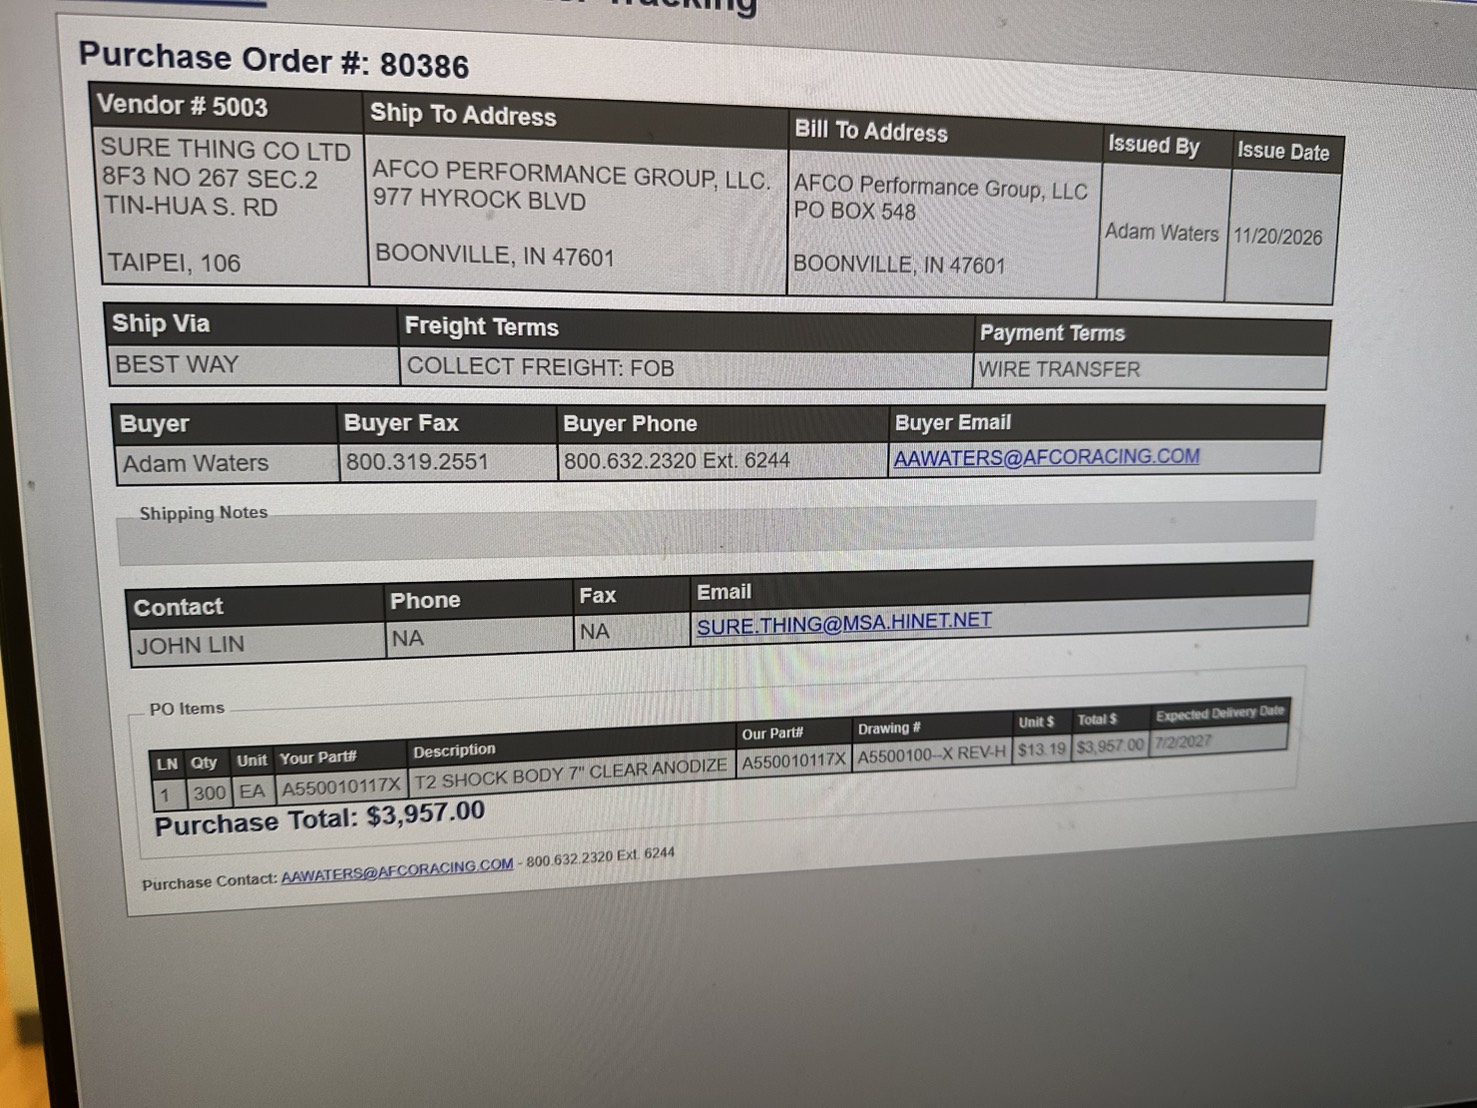 Tracking
Purchase Order #: 80386
Vendor # 5003
Ship To Address
Bill To Address
Issued By
Issue Date
SURE THING CO LTD
8F3 NO 267 SEC.2
TIN-HUA S. RD
TAIPEI, 106
AFCO PERFORMANCE GROUP, LLC.
977 HYROCK BLVD
BOONVILLE, IN 47601
AFCO Performance Group, LLC
PO BOX 548
BOONVILLE, IN 47601
Adam Waters
11/20/2026
Ship Via
Freight Terms
Payment Terms
BEST WAY
COLLECT FREIGHT: FOB
WIRE TRANSFER
Buyer
Buyer Fax
Buyer Phone
Buyer Email
Adam Waters
800.319.2551
800.632.2320 Ext. 6244
AAWATERS@AFCORACING.COM
Shipping Notes
Contact
Phone
Fax
Email
JOHN LIN
NA
NA
SURE.THING@MSA.HINET.NET
PO Items
LN Qty Unit Your Part# Description Our Part# Drawing # Unit $ Total $ Expected Delivery Date
1 300 EA A550010117X T2 SHOCK BODY 7" CLEAR ANODIZE A550010117X A5500100--X REV-H $13.19 $3,957.00 7/2/2027
Purchase Total: $3,957.00
Purchase Contact: AAWATERS@AFCORACING.COM - 800.632.2320 Ext. 6244